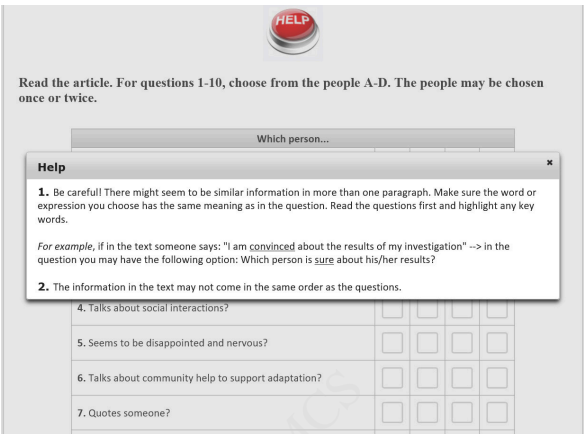 HELP
Read the article. For questions 1-10, choose from the people A-D. The people may be chosen
once or twice.
Which person...
Help
×
1. Be careful! There might seem to be similar information in more than one paragraph. Make sure the word or
expression you choose has the same meaning as in the question. Read the questions first and highlight any key
words.
For example, if in the text someone says: "I am convinced about the results of my investigation" --> in the
question you may have the following option: Which person is sure about his/her results?
2. The information in the text may not come in the same order as the questions.
4. Talks about social interactions?
5. Seems to be disappointed and nervous?
6. Talks about community help to support adaptation?
7. Quotes someone?